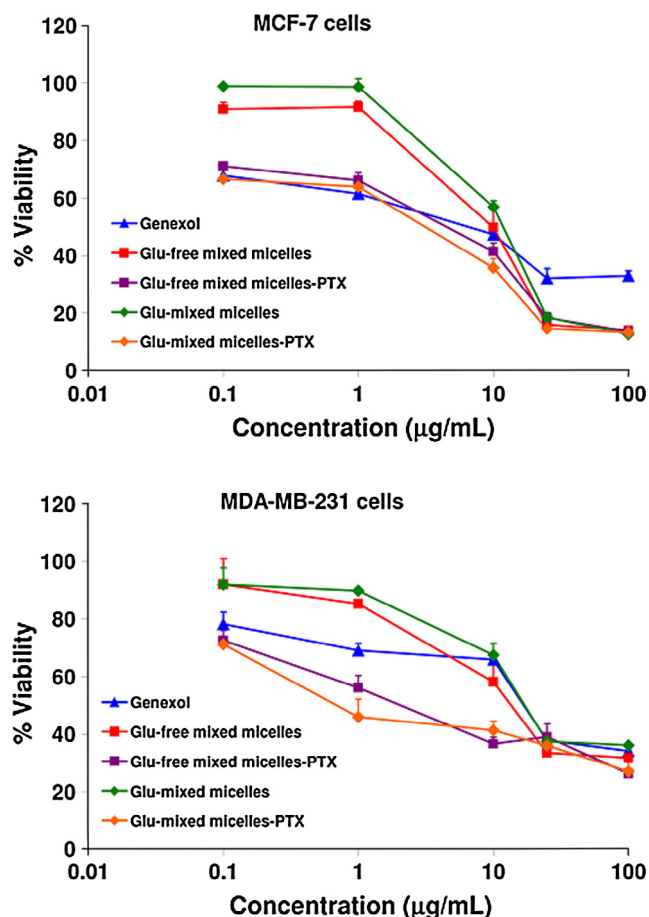 MCF-7 cells
120
100
80
60
40
20
0
% Viability
Genexol
Glu-free mixed micelles
Glu-free mixed micelles-PTX
Glu-mixed micelles
Glu-mixed micelles-PTX
0.01 0.1 1 10 100
Concentration (µg/mL)
MDA-MB-231 cells
120
100
80
60
40
20
0
% Viability
Genexol
Glu-free mixed micelles
Glu-free mixed micelles-PTX
Glu-mixed micelles
Glu-mixed micelles-PTX
0.01 0.1 1 10 100
Concentration (µg/mL)